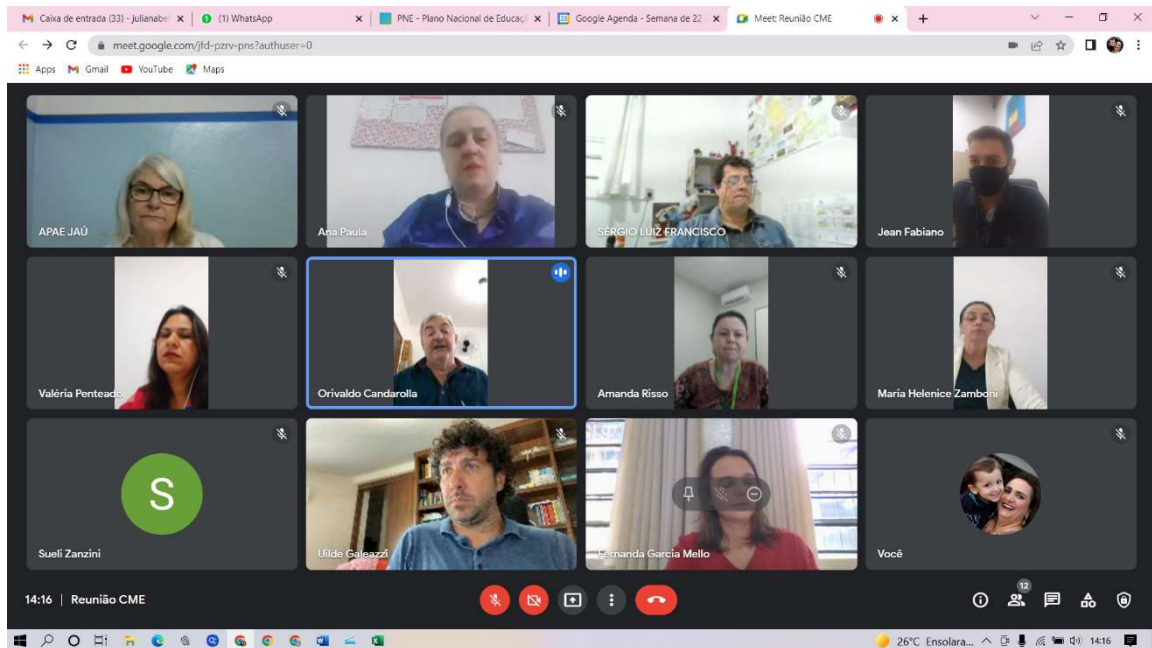 Caixa de entrada (33) - julianabel
(1) WhatsApp
PNE - Plano Nacional de Educaçã
Google Agenda - Semana de 22
Meet: Reunião CME
meet.google.com/jfd-pzrv-pns?authuser=0
Apps
Gmail
YouTube
Maps
APAE JAÚ
Ana Paula
SÉRGIO LUIZ FRANCISCO
Jean Fabiano
Valéria Penteado
Orivaldo Candarolla
Amanda Risso
Maria Helenice Zamboni
S
Sueli Zanzini
Uilde Galeazzi
Fernanda Garcia Mello
Você
14:16 | Reunião CME
12
26°C Ensolara...
14:16